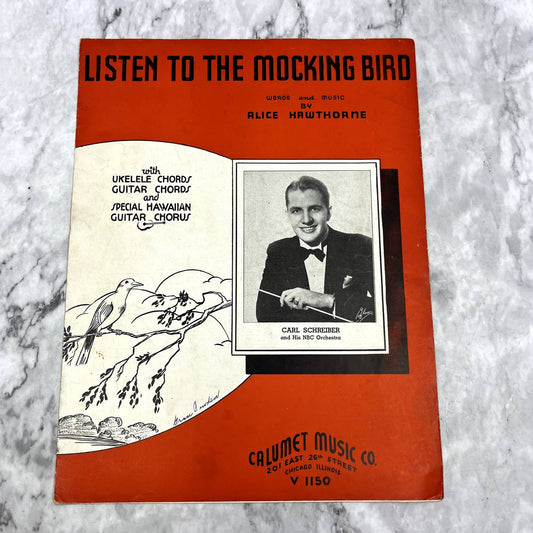 LISTEN TO THE MOCKING BIRD
WORDS and MUSIC
BY
ALICE HAWTHORNE
with
UKELELE CHORDS
GUITAR CHORDS
and
SPECIAL HAWAIIAN
GUITAR CHORUS
CARL SCHREIBER
and His NBC Orchestra
CALUMET MUSIC CO.
201 EAST 26th STREET
CHICAGO ILLINOIS
V 1150